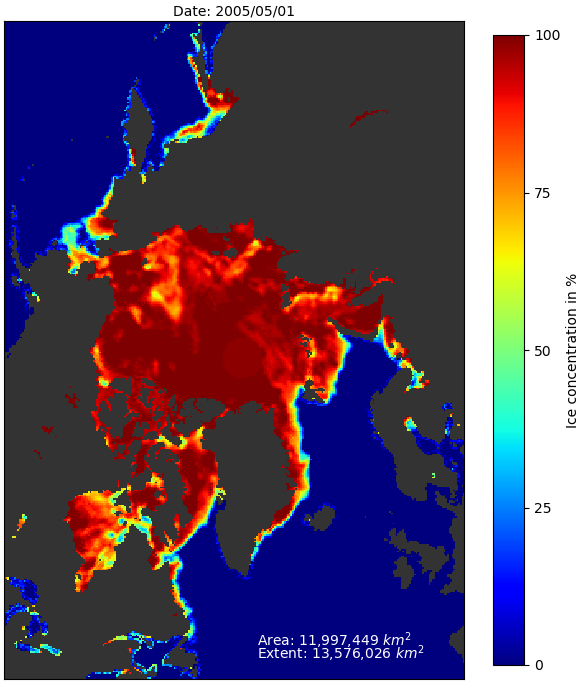 Date: 2005/05/01
100
75
50
25
0
Ice concentration in %
Area: 11,997,449 km²
Extent: 13,576,026 km²